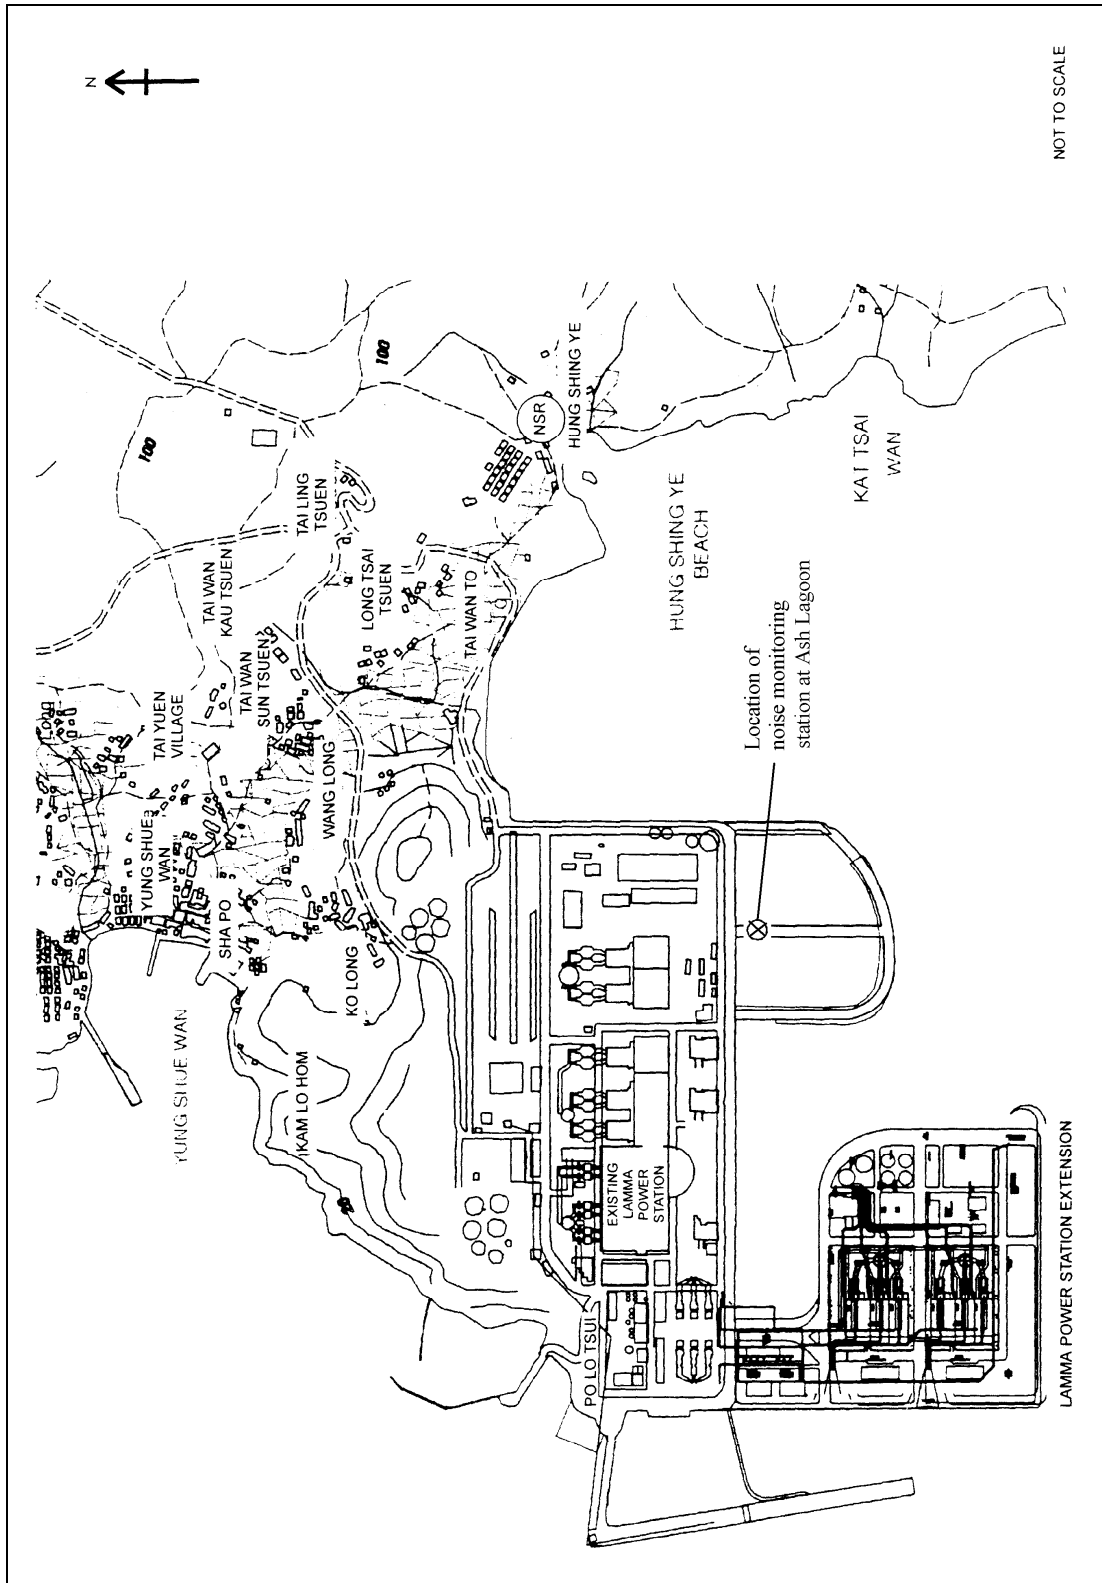 N
NOT TO SCALE
100
100
NSR
HUNG SHING YE
TAI LING
TSUEN
TAI WAN
KAU TSUEN
LONG TSAI
TSUEN
TAI WAN TO
TAI WAN
SUN TSUEN
TAI YUEN
VILLAGE
WANG LONG
YUNG SHUE
WAN
SHA PO
KO LONG
KAM LO HOM
YUNG SHUE WAN
HUNG SHING YE
BEACH
KAT TSAI
WAN
Location of
noise monitoring
station at Ash Lagoon
EXISTING
LAMMA
POWER
STATION
PO LO TSUI
LAMMA POWER STATION EXTENSION